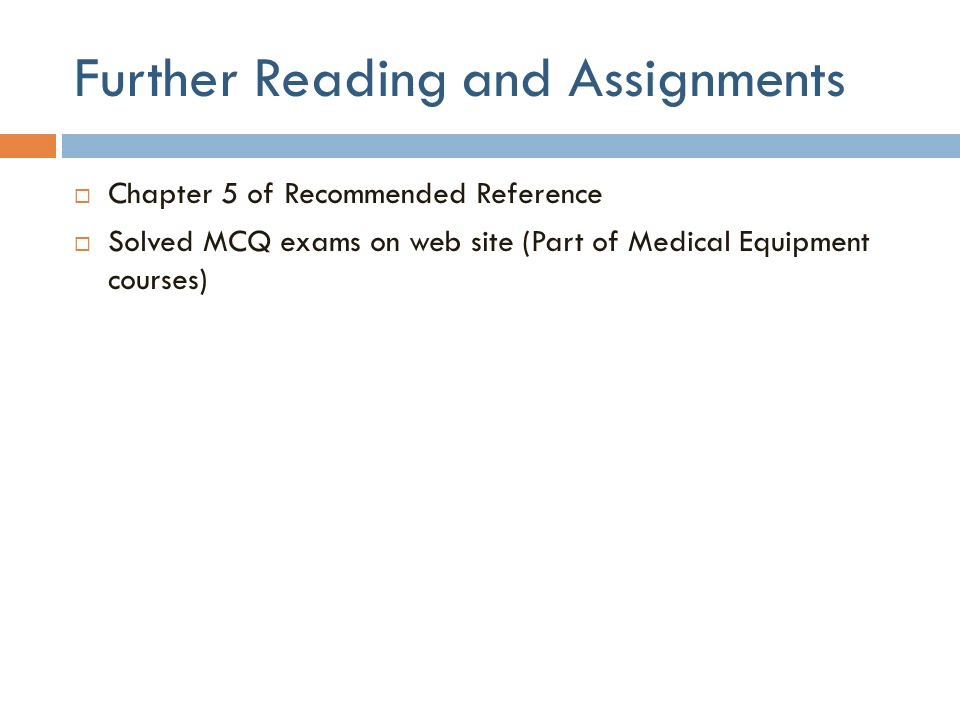 Further Reading and Assignments
Chapter 5 of Recommended Reference
Solved MCQ exams on web site (Part of Medical Equipment
courses)